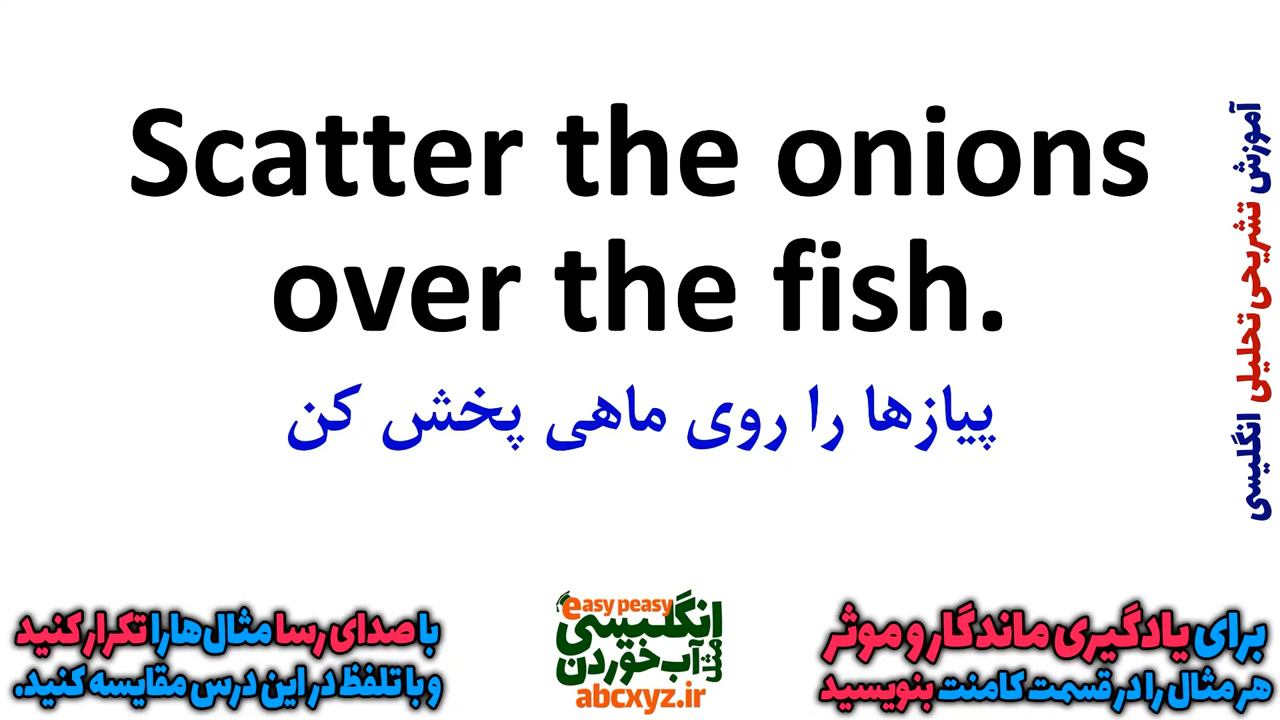 Scatter the onions
over the fish.
پیازها را روی ماهی پخش کن
آموزش تشریحی تحلیلی انگلیسی
برای یادگیری ماندگار و موثر
هر مثال را در قسمت کامنت بنویسید
easy peasy
انگلیسی
مثل آب خوردن
abcxyz.ir
با صدای رسا مثال‌ها را تکرار کنید
و با تلفظ در این درس مقایسه کنید.